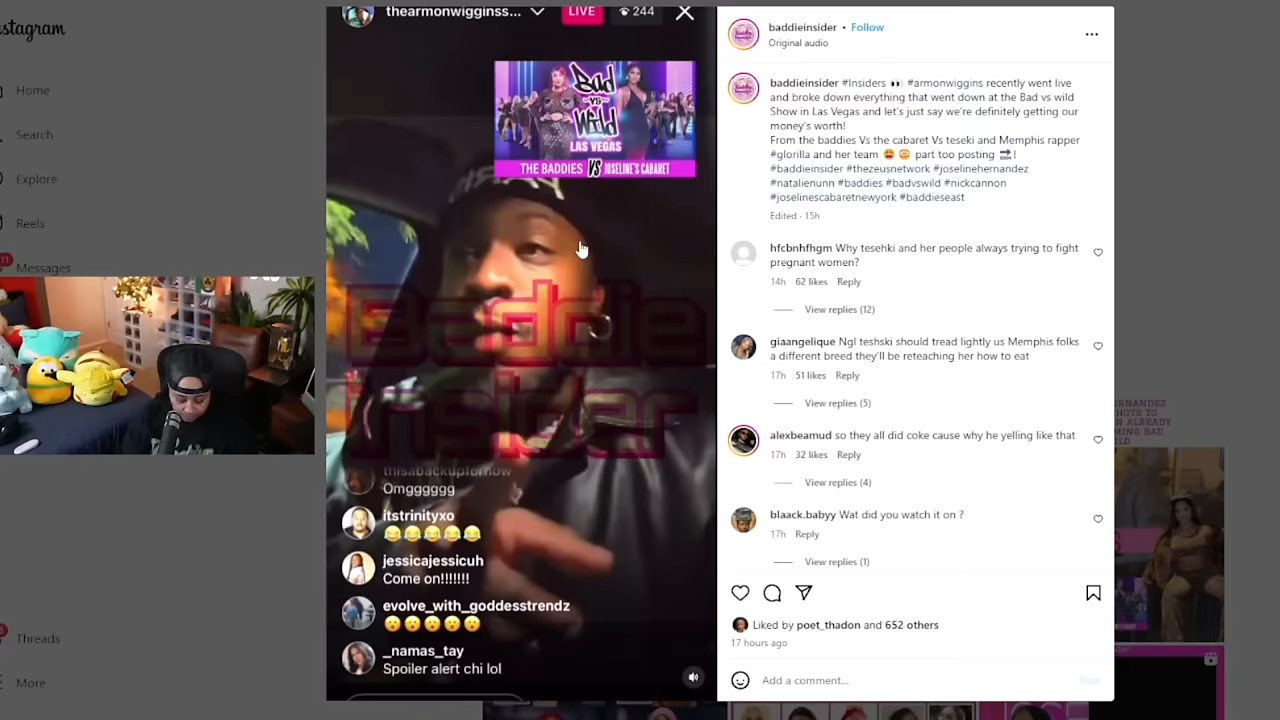 stagram
Home
Search
Explore
Reels
11
Messages
Threads
More
thearmonwigginss...
LIVE
244
Bad
-VS-
Wild
LAS VEGAS
THE BADDIES VS JOSELINE'S CABARET
Baddie
insider
thisabackupfornow
Omgggggg
itstrinityxo
😂😂😂😂😂
jessicajessicuh
Come on!!!!!!!
evolve_with_goddesstrendz
😮😮😮😮😮
_namas_tay
Spoiler alert chi lol
baddieinsider • Follow
Original audio
baddieinsider #Insiders 👀 #armonwiggins recently went live
and broke down everything that went down at the Bad vs wild
Show in Las Vegas and let's just say we're definitely getting our
money's worth!
From the baddies Vs the cabaret Vs teseki and Memphis rapper
#glorilla and her team 🤩 😳 part too posting 🔜!
#baddieinsider #thezeusnetwork #joselinehernandez
#natalienunn #baddies #badvswild #nickcannon
#joselinescabaretnewyork #baddieseast
Edited · 15h
hfcbnhfhgm Why tesehki and her people always trying to fight
pregnant women?
14h 62 likes Reply
View replies (12)
giaangelique Ngl teshski should tread lightly us Memphis folks
a different breed they'll be reteaching her how to eat
17h 51 likes Reply
View replies (5)
alexbeamud so they all did coke cause why he yelling like that
17h 32 likes Reply
View replies (4)
blaack.babyy Wat did you watch it on ?
17h Reply
View replies (1)
Liked by poet_thadon and 652 others
17 hours ago
Add a comment...
Post
ERNANDEZ
HOTS TO
N ALREADY
MING BAD
ILD